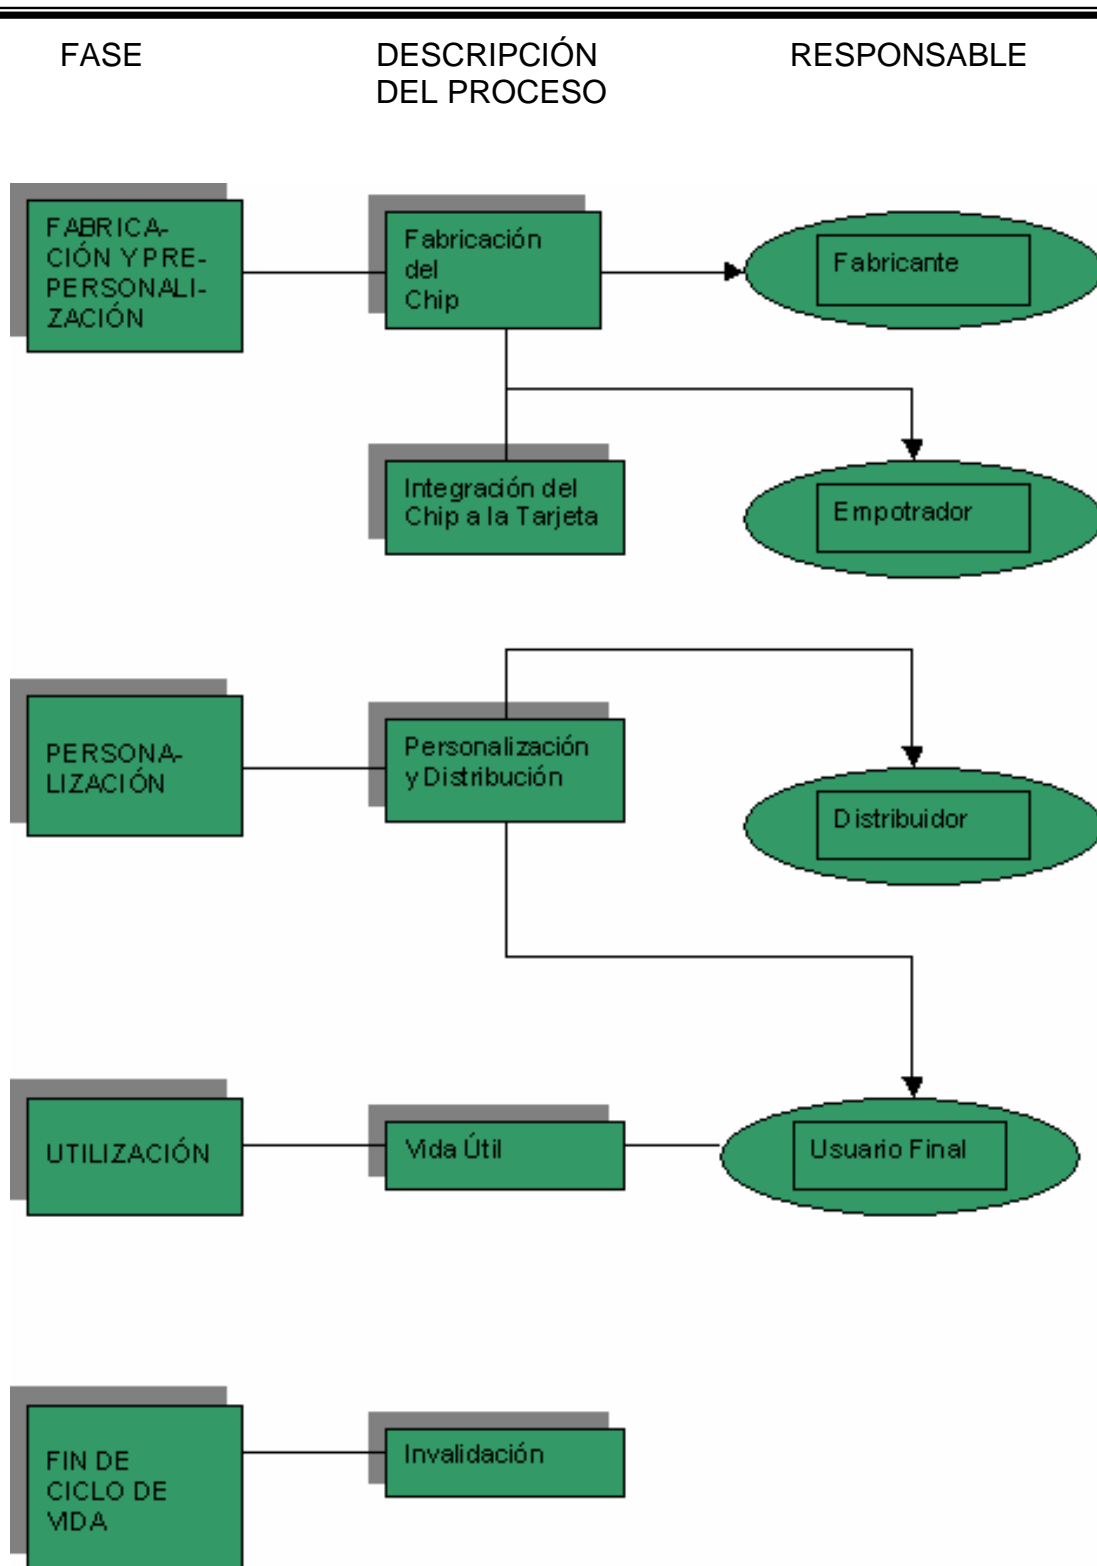 FASE
DESCRIPCIÓN
DEL PROCESO
RESPONSABLE
FABRICA-
CIÓN Y PRE-
PERSONALI-
ZACIÓN
Fabricación
del
Chip
Fabricante
Integración del
Chip a la Tarjeta
Empotrador
PERSONA-
LIZACIÓN
Personalización
y Distribución
Distribuidor
UTILIZACIÓN
Vida Útil
Usuario Final
FIN DE
CICLO DE
VIDA
Invalidación